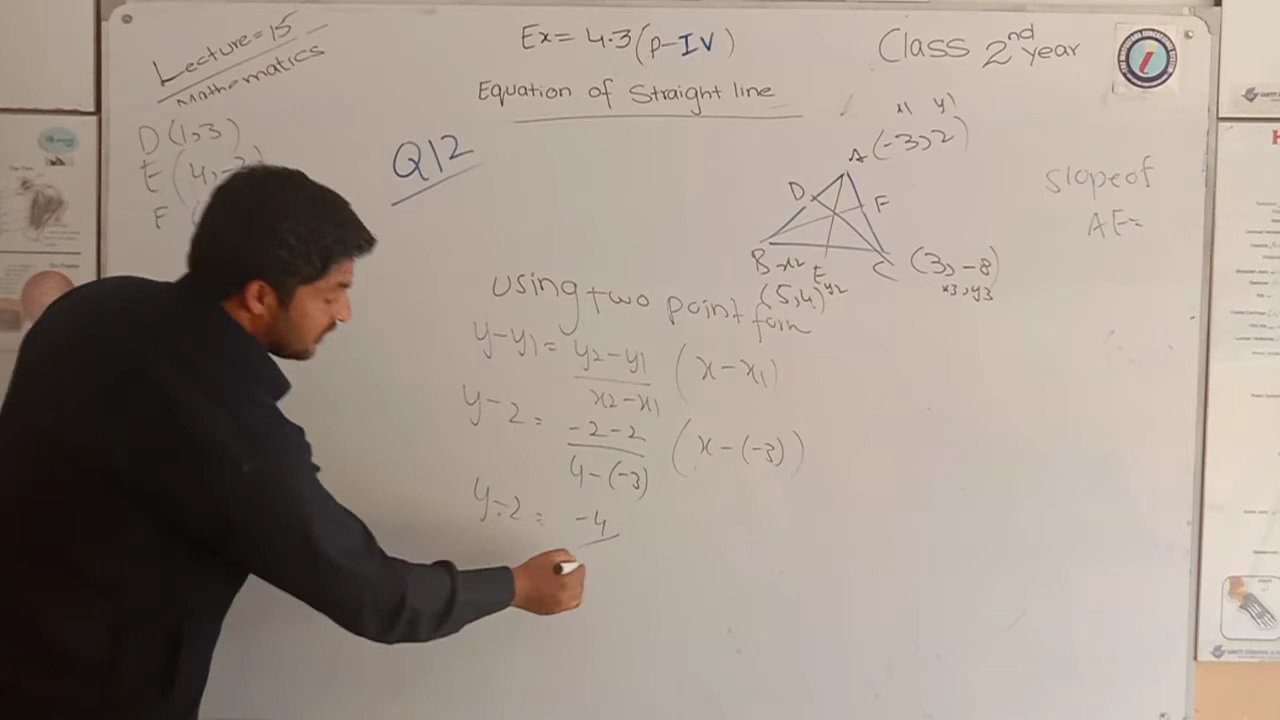 Lecture=15
Mathematics
Ex= 4.3(P-IV)
Equation of Straight line
Class 2nd year
D(1,3)
E(4,-2)
F
Q12
x1 y1
A(-3,2)
D
F
B x2
E
C (3,-8)
(5,4) y2
x3,y3
Slope of
AE=
Using two point form
y-y1= y2-y1 (x-x1)
x2-x1
y-2= -2-2 (x-(-3))
4-(-3)
y-2= -4